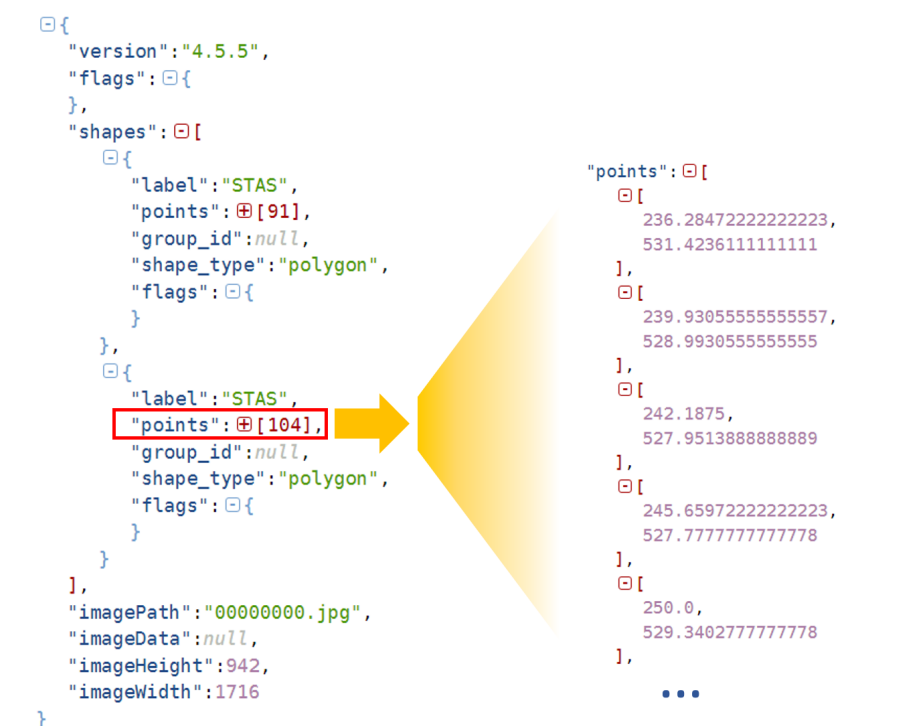 {
"version":"4.5.5",
"flags":{
},
"shapes":[
{
"label":"STAS",
"points":[91],
"group_id":null,
"shape_type":"polygon",
"flags":{
}
},
{
"label":"STAS",
"points":[104],
"group_id":null,
"shape_type":"polygon",
"flags":{
}
}
],
"imagePath":"00000000.jpg",
"imageData":null,
"imageHeight":942,
"imageWidth":1716
}
"points":[
[
236.28472222222223,
531.4236111111111
],
[
239.93055555555557,
528.9930555555555
],
[
242.1875,
527.9513888888889
],
[
245.65972222222223,
527.7777777777778
],
[
250.0,
529.3402777777778
],
...